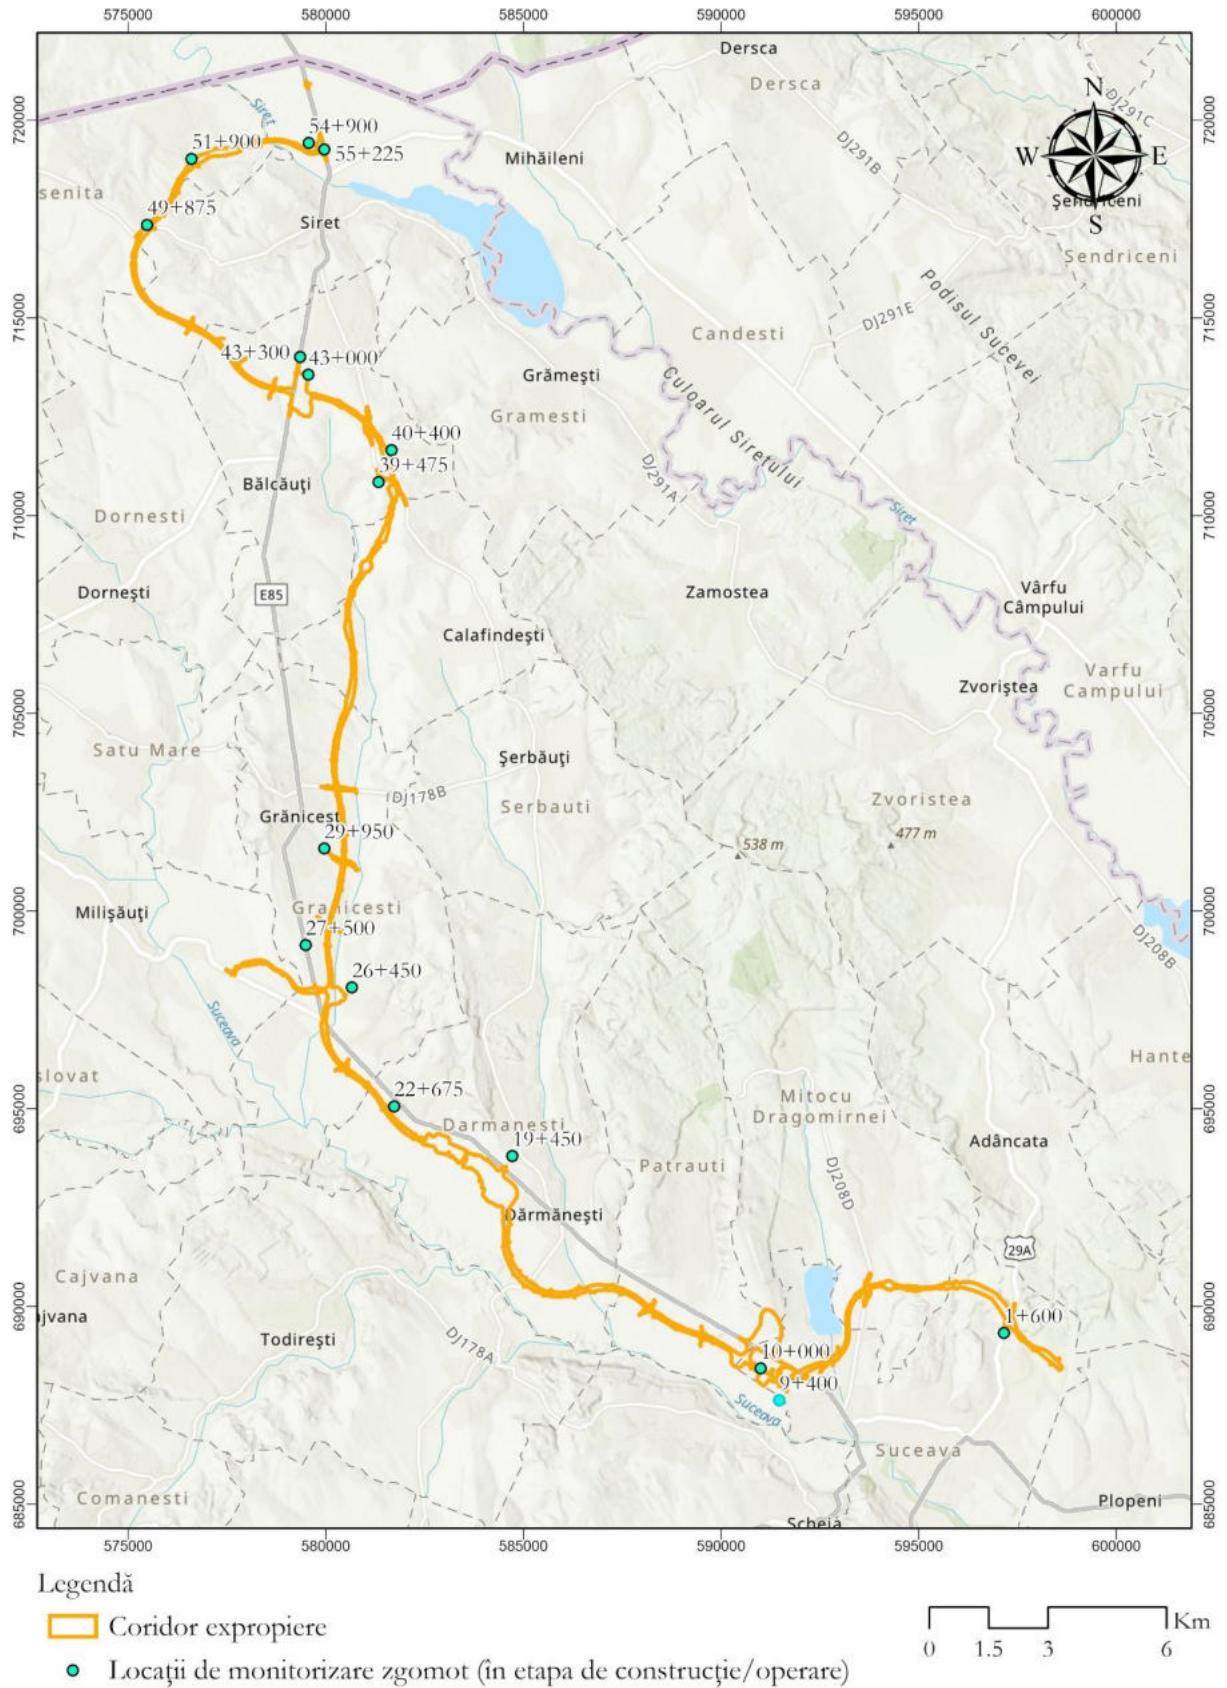 575000 580000 585000 590000 595000 600000
Dersca
Dersca
N
DJ291C
720000 720000
Siret
54+900
51+900
55+225
DJ291B
Mihăileni
W E
senita
Şendriceni
49+875
Siret
S
Sendriceni
Podisul Sucevei
715000 715000
DJ291E
Candesti
43+300 43+000
Grămeşti
Culoarul Siretului
Gramesti
40+400
39+475
DJ291A
Bălcăuţi
Siret
710000 710000
Dornesti
Dorneşti
E85
Zamostea
Vârfu
Câmpului
Calafindeşti
Varfu
Campului
Zvoriştea
705000 705000
Satu Mare
Şerbăuţi
DJ178B
Serbauti
Zvoristea
Grănicest
29+950
538 m
477 m
Milişăuţi
Granicesti
700000 700000
27+500
DJ208B
26+450
Suceava
Hante
slovat
22+675
Mitocu
Dragomirnei
695000 695000
Darmanesti
19+450
Adâncata
Patrauti
DJ208D
Dărmăneşti
29A
Cajvana
690000 690000
ajvana
1+600
Todireşti
DJ178A
10+000
9+400
Suceava
Suceava
Comanesti
Plopeni
685000 685000
Scheia
575000 580000 585000 590000 595000 600000
Legendă
Coridor expropiere
Km
0 1.5 3 6
Locaţii de monitorizare zgomot (în etapa de construcţie/operare)